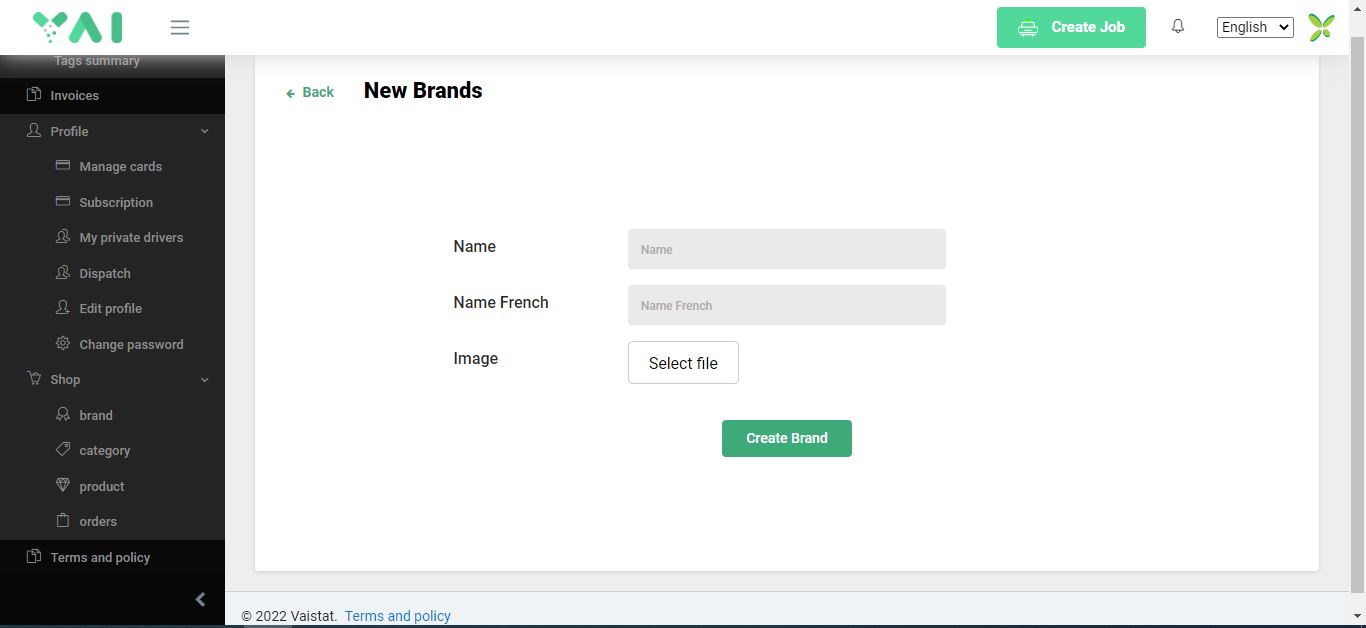 YAI
Create Job
English
Tags summary
Invoices
Profile
Manage cards
Subscription
My private drivers
Dispatch
Edit profile
Change password
Shop
brand
category
product
orders
Terms and policy
Back
New Brands
Name
Name
Name French
Name French
Image
Select file
Create Brand
© 2022 Vaistat. Terms and policy